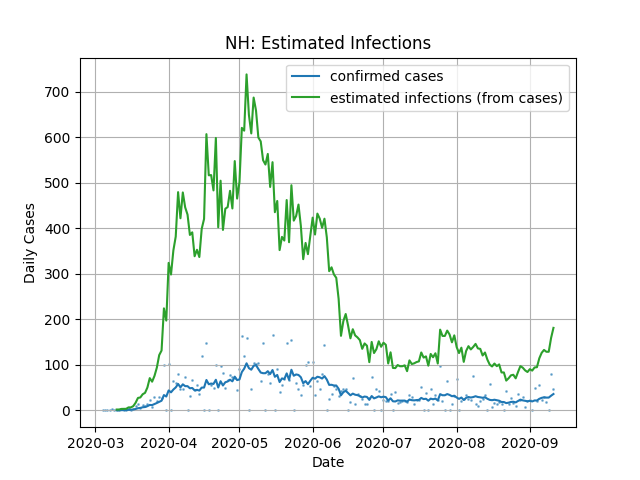 NH: Estimated Infections
confirmed cases
estimated infections (from cases)
Daily Cases
700
600
500
400
300
200
100
0
2020-03 2020-04 2020-05 2020-06 2020-07 2020-08 2020-09
Date